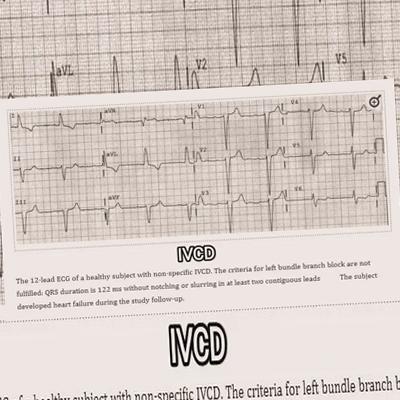 aVL
V2
V5
I
aVR
V1
V4
II
aVL
V2
V5
III
aVF
V3
V6
IVCD
The 12-lead ECG of a healthy subject with non-specific IVCD. The criteria for left bundle branch block are not
fulfilled: QRS duration is 122 ms without notching or slurring in at least two contiguous leads The subject
developed heart failure during the study follow-up.
IVCD
of a healthy subject with non-specific IVCD. The criteria for left bundle branch